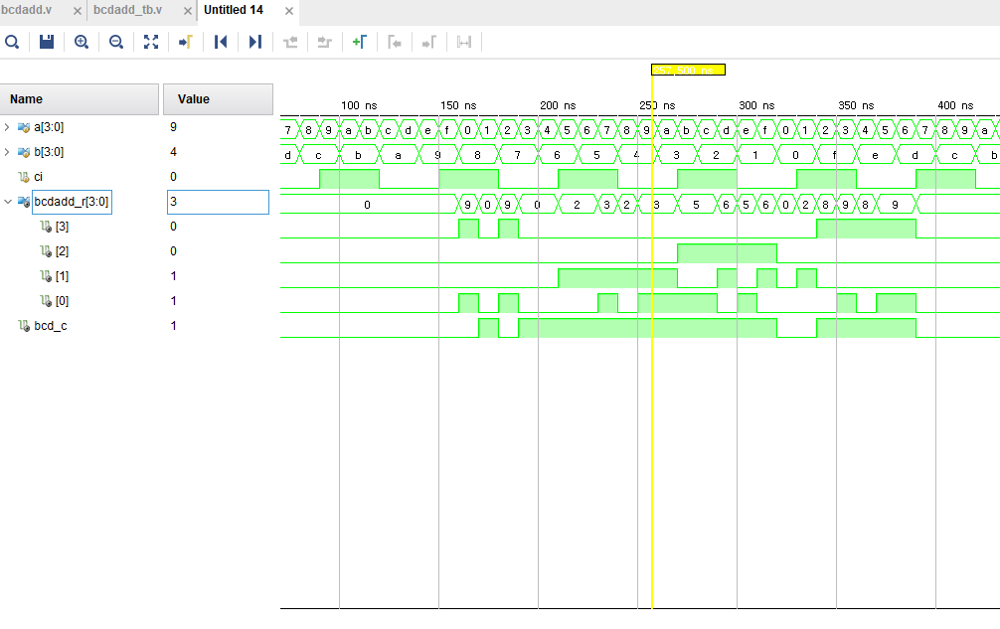 bcdadd.v × bcdadd_tb.v × Untitled 14 ×
Name Value
100 ns 150 ns 200 ns 250 ns 300 ns 350 ns 400 ns
a[3:0] 9 7 8 9 a b c d e f 0 1 2 3 4 5 6 7 8 9 a b c d e f 0 1 2 3 4 5 6 7 8 9 a
b[3:0] 4 d c b a 9 8 7 6 5 4 3 2 1 0 f e d c b
ci 0
bcdadd_r[3:0] 3 0 9 0 9 0 2 3 2 3 5 6 5 6 0 2 8 9 8 9
[3] 0
[2] 0
[1] 1
[0] 1
bcd_c 1